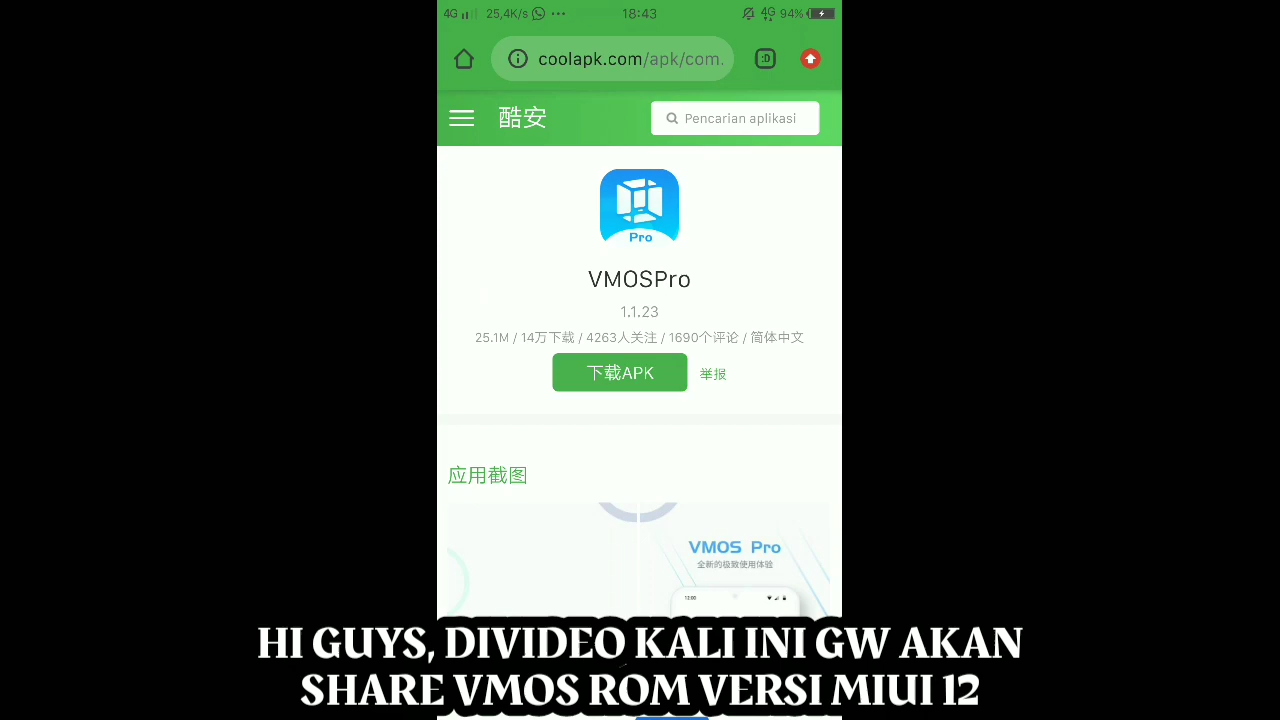 4G 25,4K/s 18:43 4G 94%
coolapk.com/apk/com.
:D
酷安 Pencarian aplikasi
Pro
VMOSPro
1.1.23
25.1M / 14万下载 / 4263人关注 / 1690个评论 / 简体中文
下载APK 举报
应用截图
VMOS Pro
全新的极致使用体验
12:00
HI GUYS, DIVIDEO KALI INI GW AKAN
SHARE VMOS ROM VERSI MIUI 12